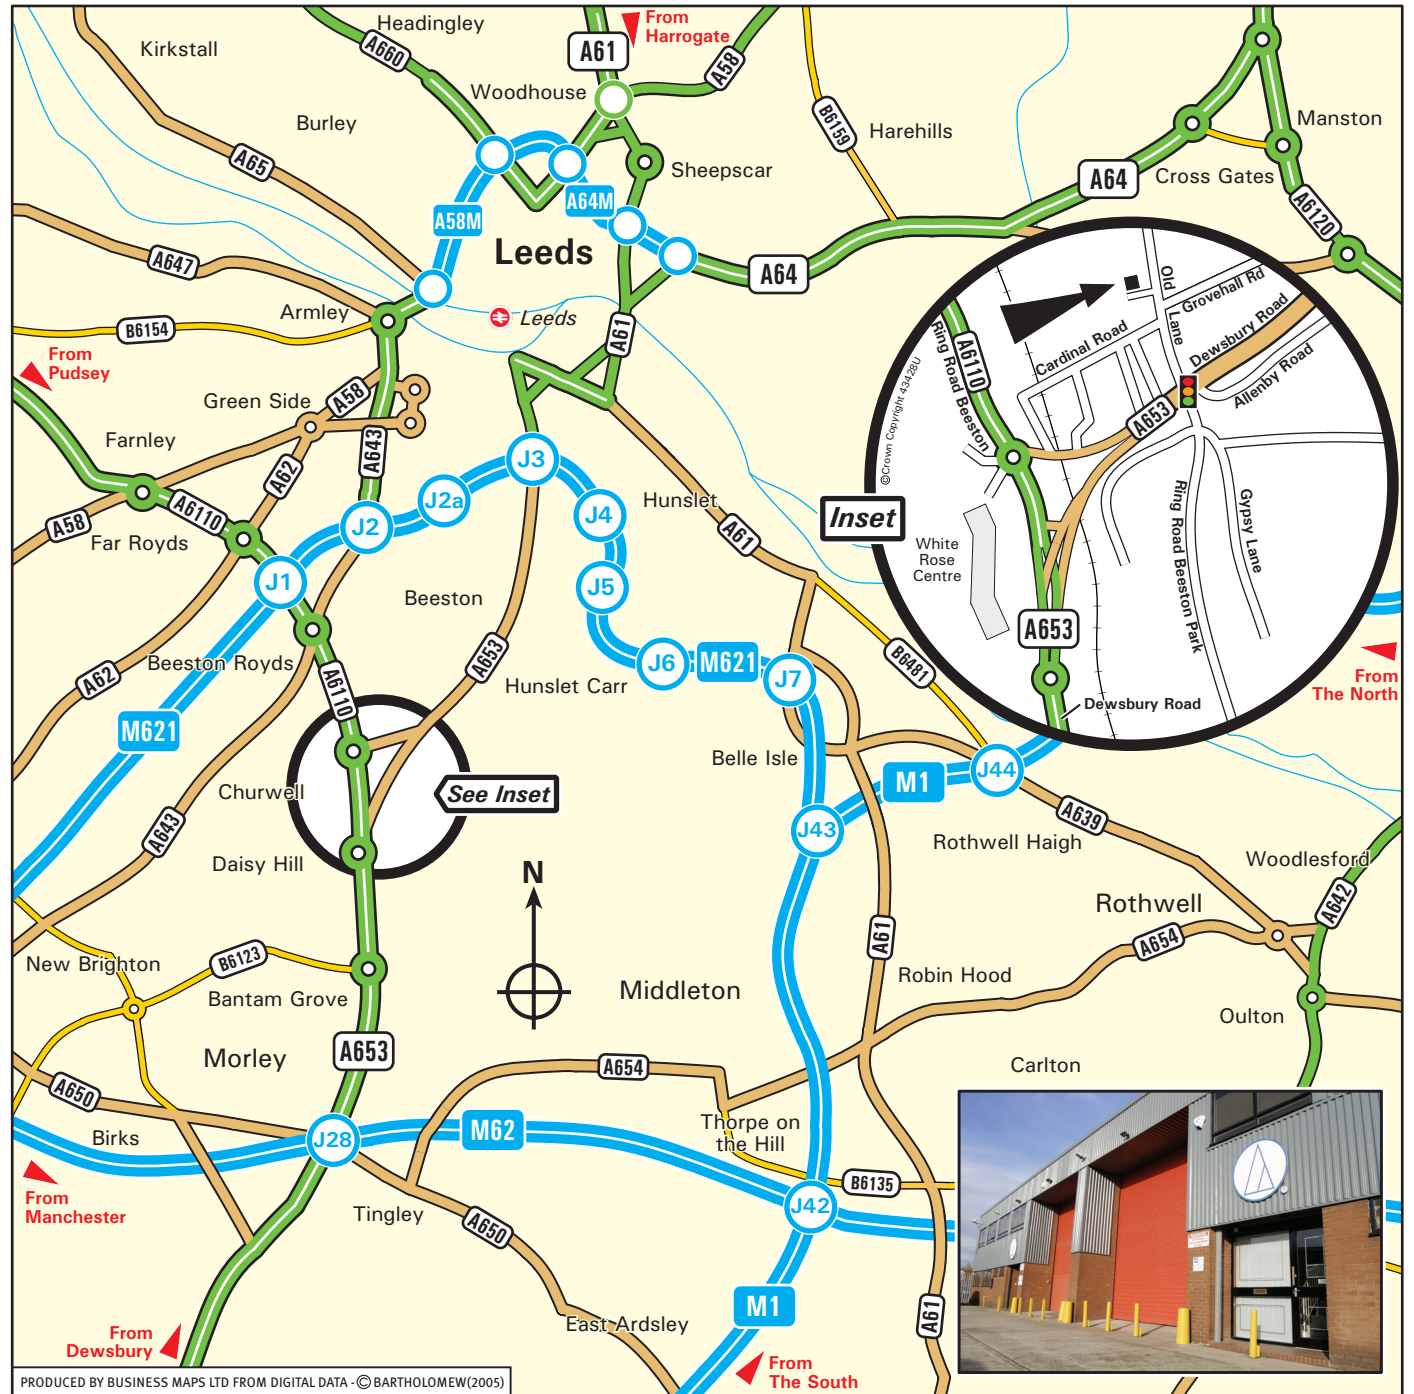 Headingley
From
Harrogate
Kirkstall
A660
A61
A58
Woodhouse
Burley
B6159
Harehills
Manston
A65
Sheepscar
A64
Cross Gates
A58M
A64M
A6120
Leeds
A647
A64
Armley
Leeds
B6154
A61
From
Pudsey
Green Side
A58
Farnley
A643
A62
J3
J2a
A6110
A58
Far Royds
J2
J4
Hunslet
A61
J1
J5
Beeston
Beeston Royds
A62
A653
Hunslet Carr
J6
M621
J7
B6481
M621
A6110
Belle Isle
J44
M1
Churwell
See Inset
A643
J43
A639
Rothwell Haigh
Daisy Hill
Woodlesford
N
Rothwell
A642
A61
A654
New Brighton
B6123
Robin Hood
Bantam Grove
Middleton
Oulton
Morley
A653
A654
Carlton
A650
Birks
J28
M62
Thorpe on
the Hill
B6135
From
Manchester
J42
Tingley
A650
M1
A61
East Ardsley
From
Dewsbury
From
The South
Inset
Old
Lane
Grovehall Rd
Cardinal Road
Dewsbury Road
Allenby Road
A6110
Ring Road Beeston
A653
©Crown Copyright 43428U
White
Rose
Centre
Ring Road Beeston Park
Gypsy Lane
A653
Dewsbury Road
From
The North
PRODUCED BY BUSINESS MAPS LTD FROM DIGITAL DATA - © BARTHOLOMEW(2005)